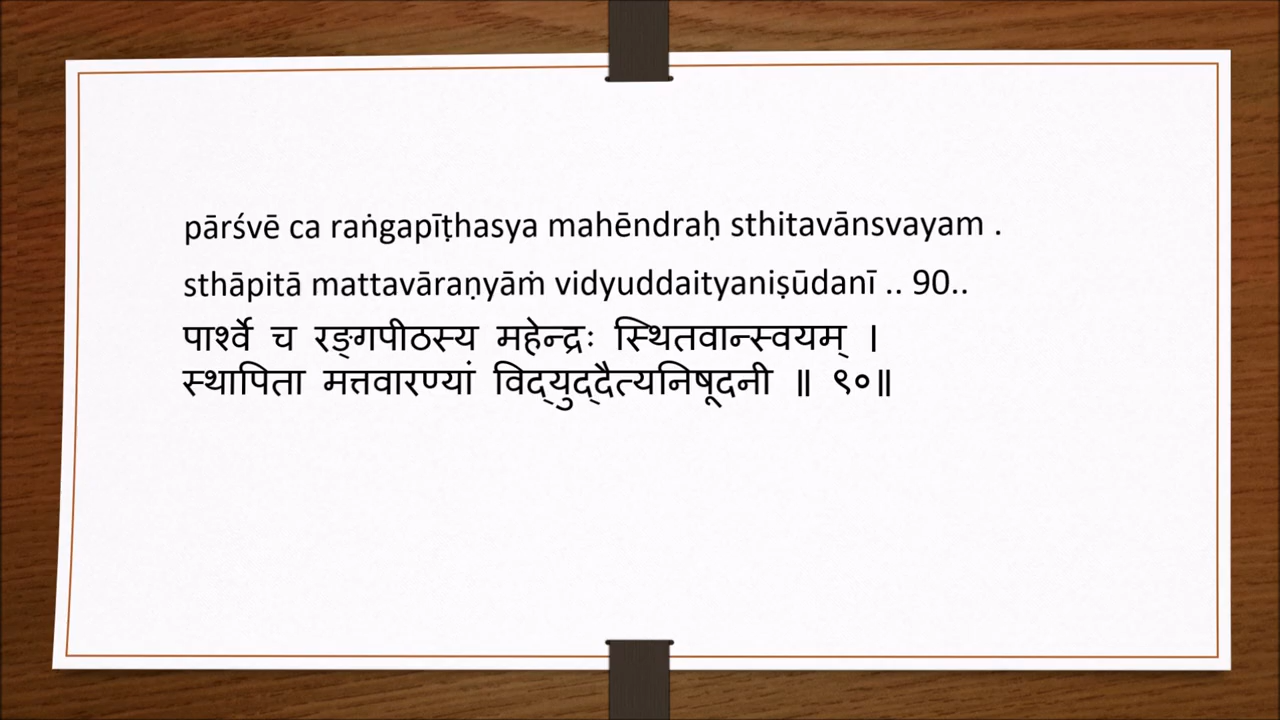 pārśvē ca raṅgapīṭhasya mahēndraḥ sthitavānsvayam .
sthāpitā mattavāraṇyāṁ vidyuddaityaniṣūdanī .. 90..
पार्श्वे च रङ्गपीठस्य महेन्द्रः स्थितवान्स्वयम् ।
स्थापिता मत्तवारण्यां विद्युद्दैत्यनिषूदनी ॥ ९०॥